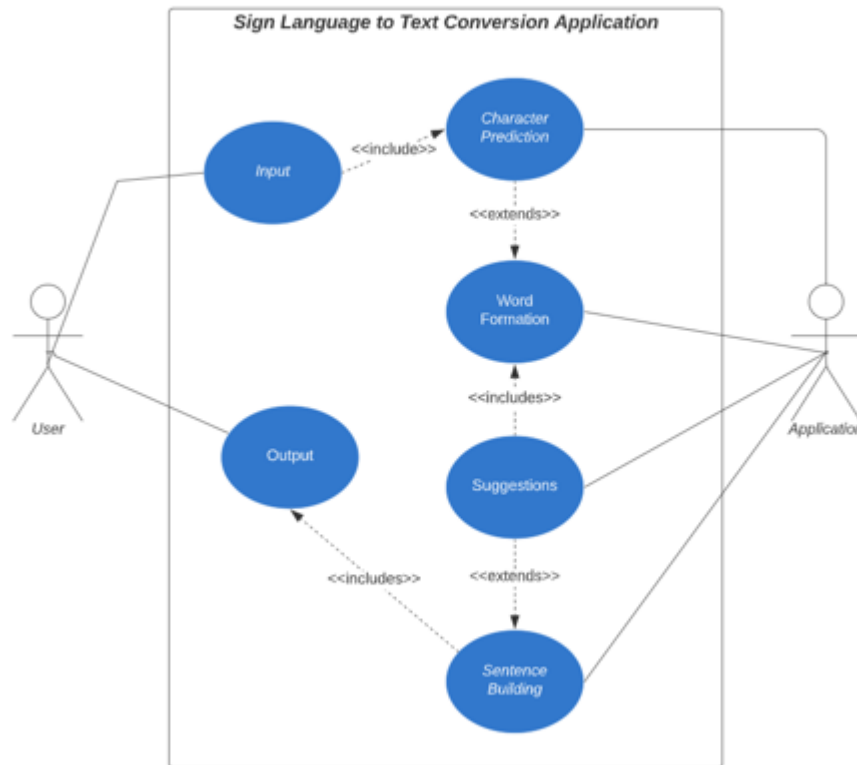 Sign Language to Text Conversion Application
Character
Prediction
<<include>>
Input
<<extends>>
Word
Formation
<<includes>>
User
Application
Output
Suggestions
<<includes>>
<<extends>>
Sentence
Building